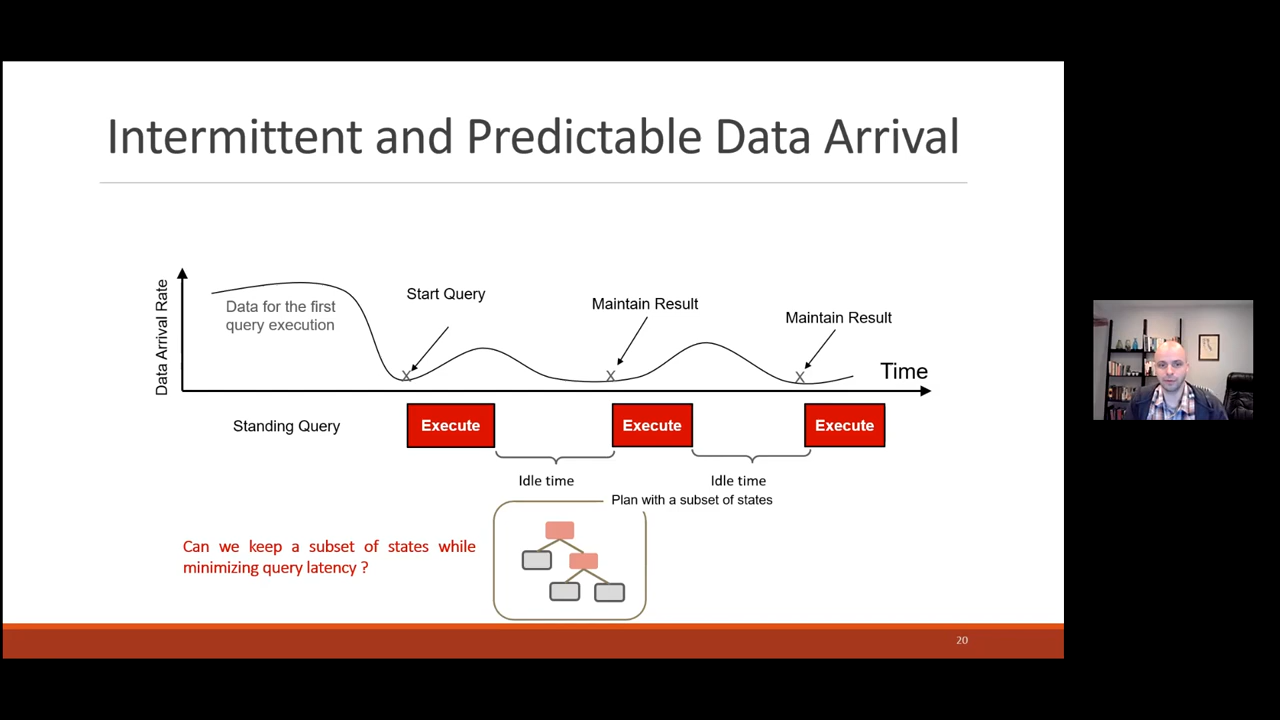 Intermittent and Predictable Data Arrival
Data Arrival Rate
Data for the first
query execution
Start Query
Maintain Result
Maintain Result
Time
Standing Query
Execute
Execute
Execute
Idle time
Idle time
Plan with a subset of states
Can we keep a subset of states while
minimizing query latency ?
20